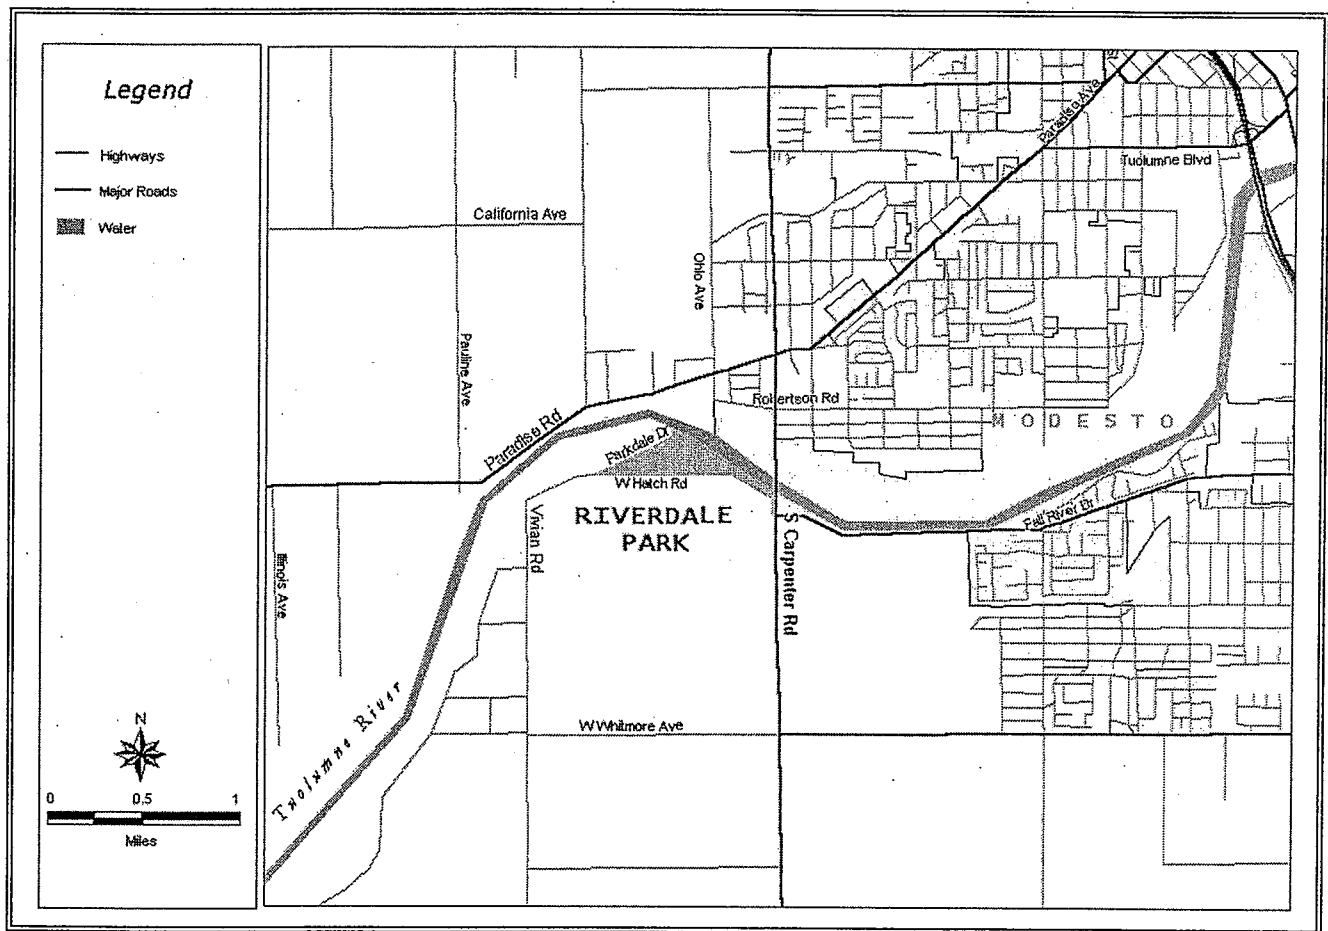 Legend
Highways
Major Roads
Water
N
0 0.5 1
Miles
Paradise Ave
Tuolumne Blvd
California Ave
Ohio Ave
Pauline Ave
Robertson Rd
MODESTO
Paradise Rd
Parkdale Dr
W Hatch Rd
RIVERDALE
PARK
Vivian Rd
S Carpenter Rd
Fall River Dr
Illinois Ave
Tuolumne River
W Whitmore Ave